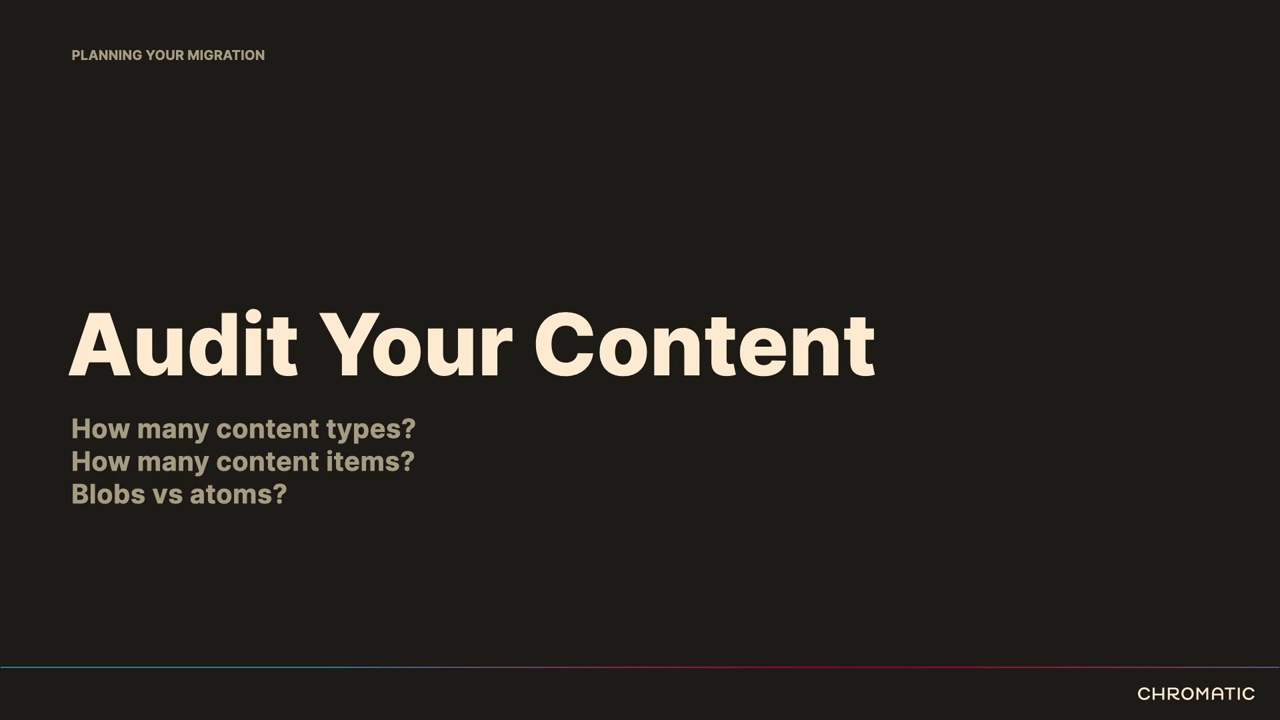 PLANNING YOUR MIGRATION
Audit Your Content
How many content types?
How many content items?
Blobs vs atoms?
CHROMATIC